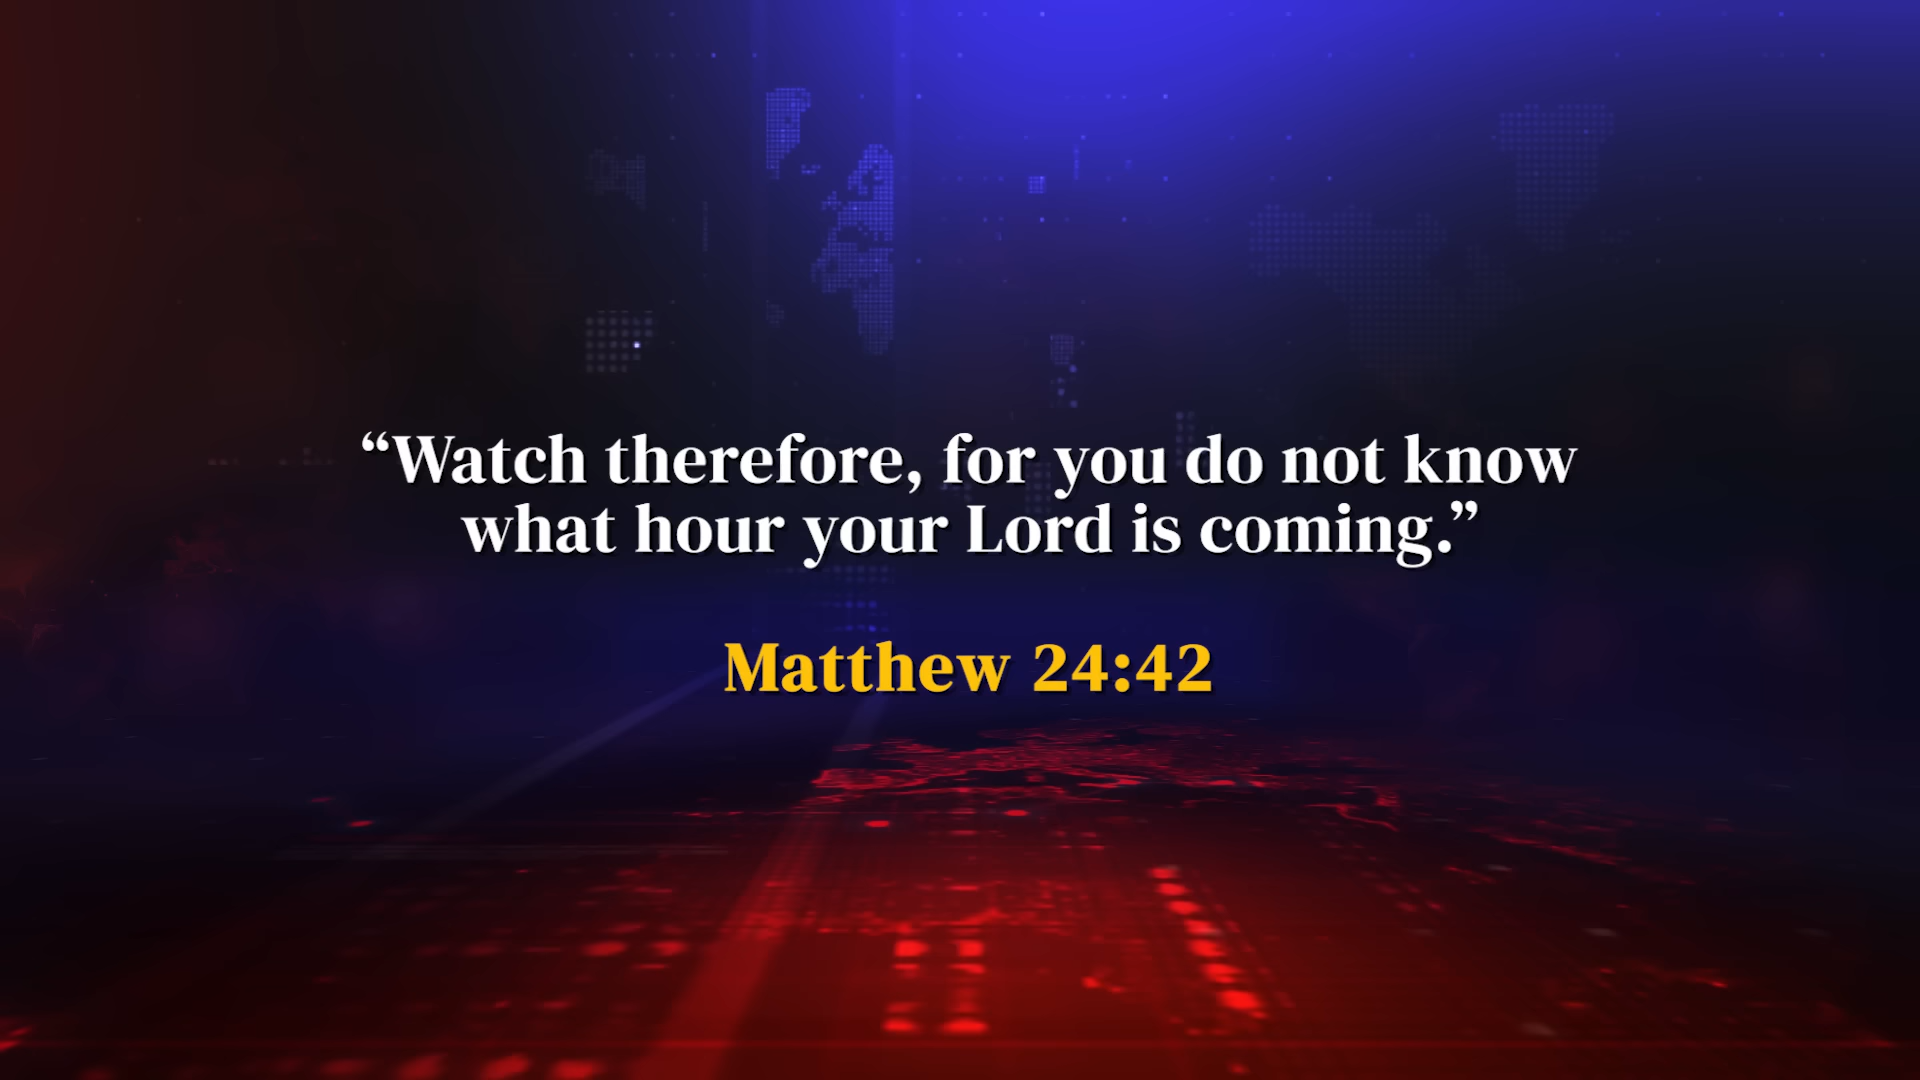 “Watch therefore, for you do not know
what hour your Lord is coming.”
Matthew 24:42